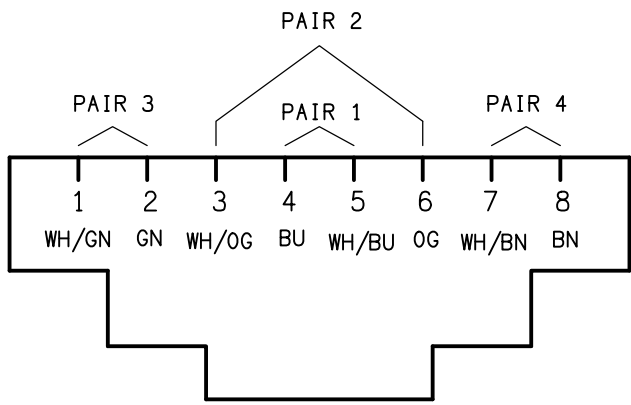 PAIR 2
PAIR 3 PAIR 1 PAIR 4
1 2 3 4 5 6 7 8
WH/GN GN WH/OG BU WH/BU OG WH/BN BN